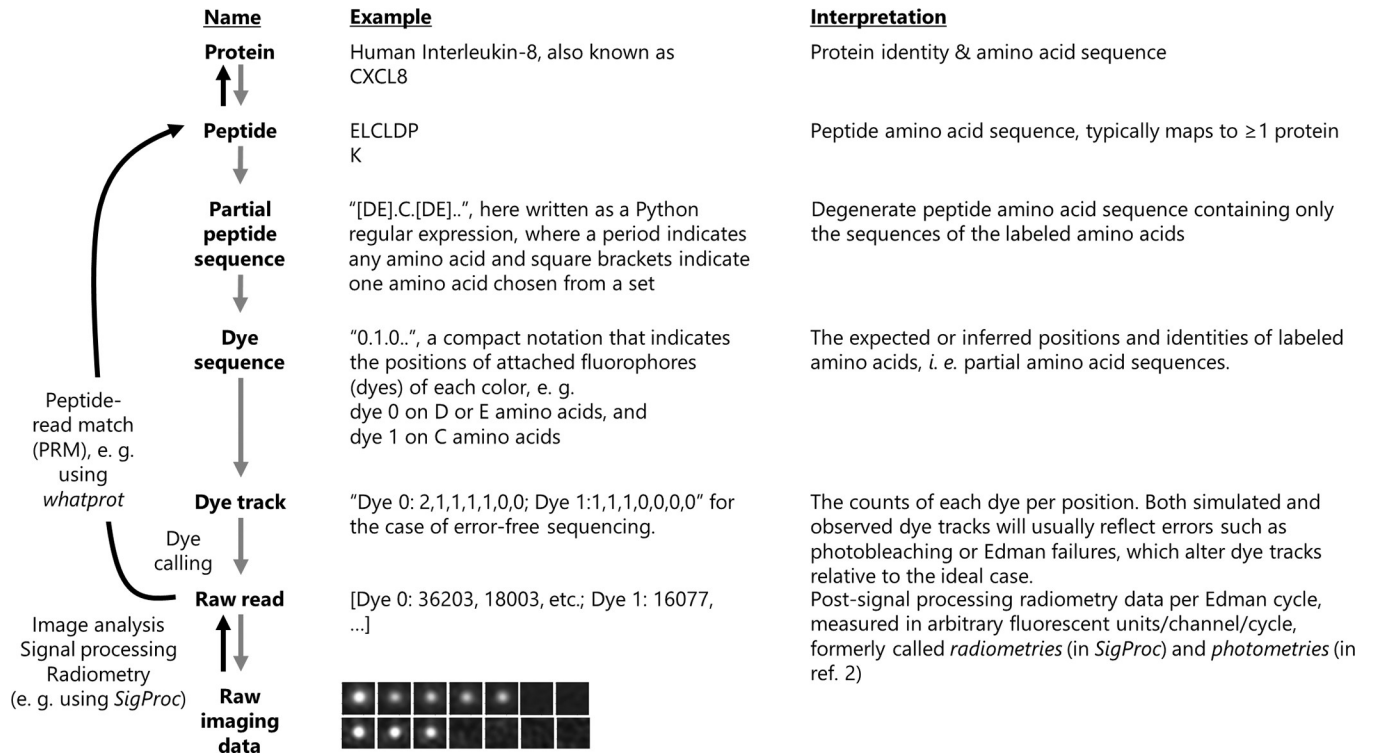 Name
Example
Interpretation
Protein
Human Interleukin-8, also known as
CXCL8
Protein identity & amino acid sequence
Peptide
ELCLDP
K
Peptide amino acid sequence, typically maps to ≥1 protein
Partial
peptide
sequence
“[DE].C.[DE]..”, here written as a Python
regular expression, where a period indicates
any amino acid and square brackets indicate
one amino acid chosen from a set
Degenerate peptide amino acid sequence containing only
the sequences of the labeled amino acids
Dye
sequence
“0.1.0..”, a compact notation that indicates
the positions of attached fluorophores
(dyes) of each color, e. g.
dye 0 on D or E amino acids, and
dye 1 on C amino acids
The expected or inferred positions and identities of labeled
amino acids, i. e. partial amino acid sequences.
Peptide-
read match
(PRM), e. g.
using
whatprot
Dye track
“Dye 0: 2,1,1,1,1,0,0; Dye 1:1,1,1,0,0,0,0” for
the case of error-free sequencing.
The counts of each dye per position. Both simulated and
observed dye tracks will usually reflect errors such as
photobleaching or Edman failures, which alter dye tracks
relative to the ideal case.
Dye
calling
Raw read
[Dye 0: 36203, 18003, etc.; Dye 1: 16077,
…]
Post-signal processing radiometry data per Edman cycle,
measured in arbitrary fluorescent units/channel/cycle,
formerly called radiometries (in SigProc) and photometries (in
ref. 2)
Image analysis
Signal processing
Radiometry
(e. g. using SigProc)
Raw
imaging
data